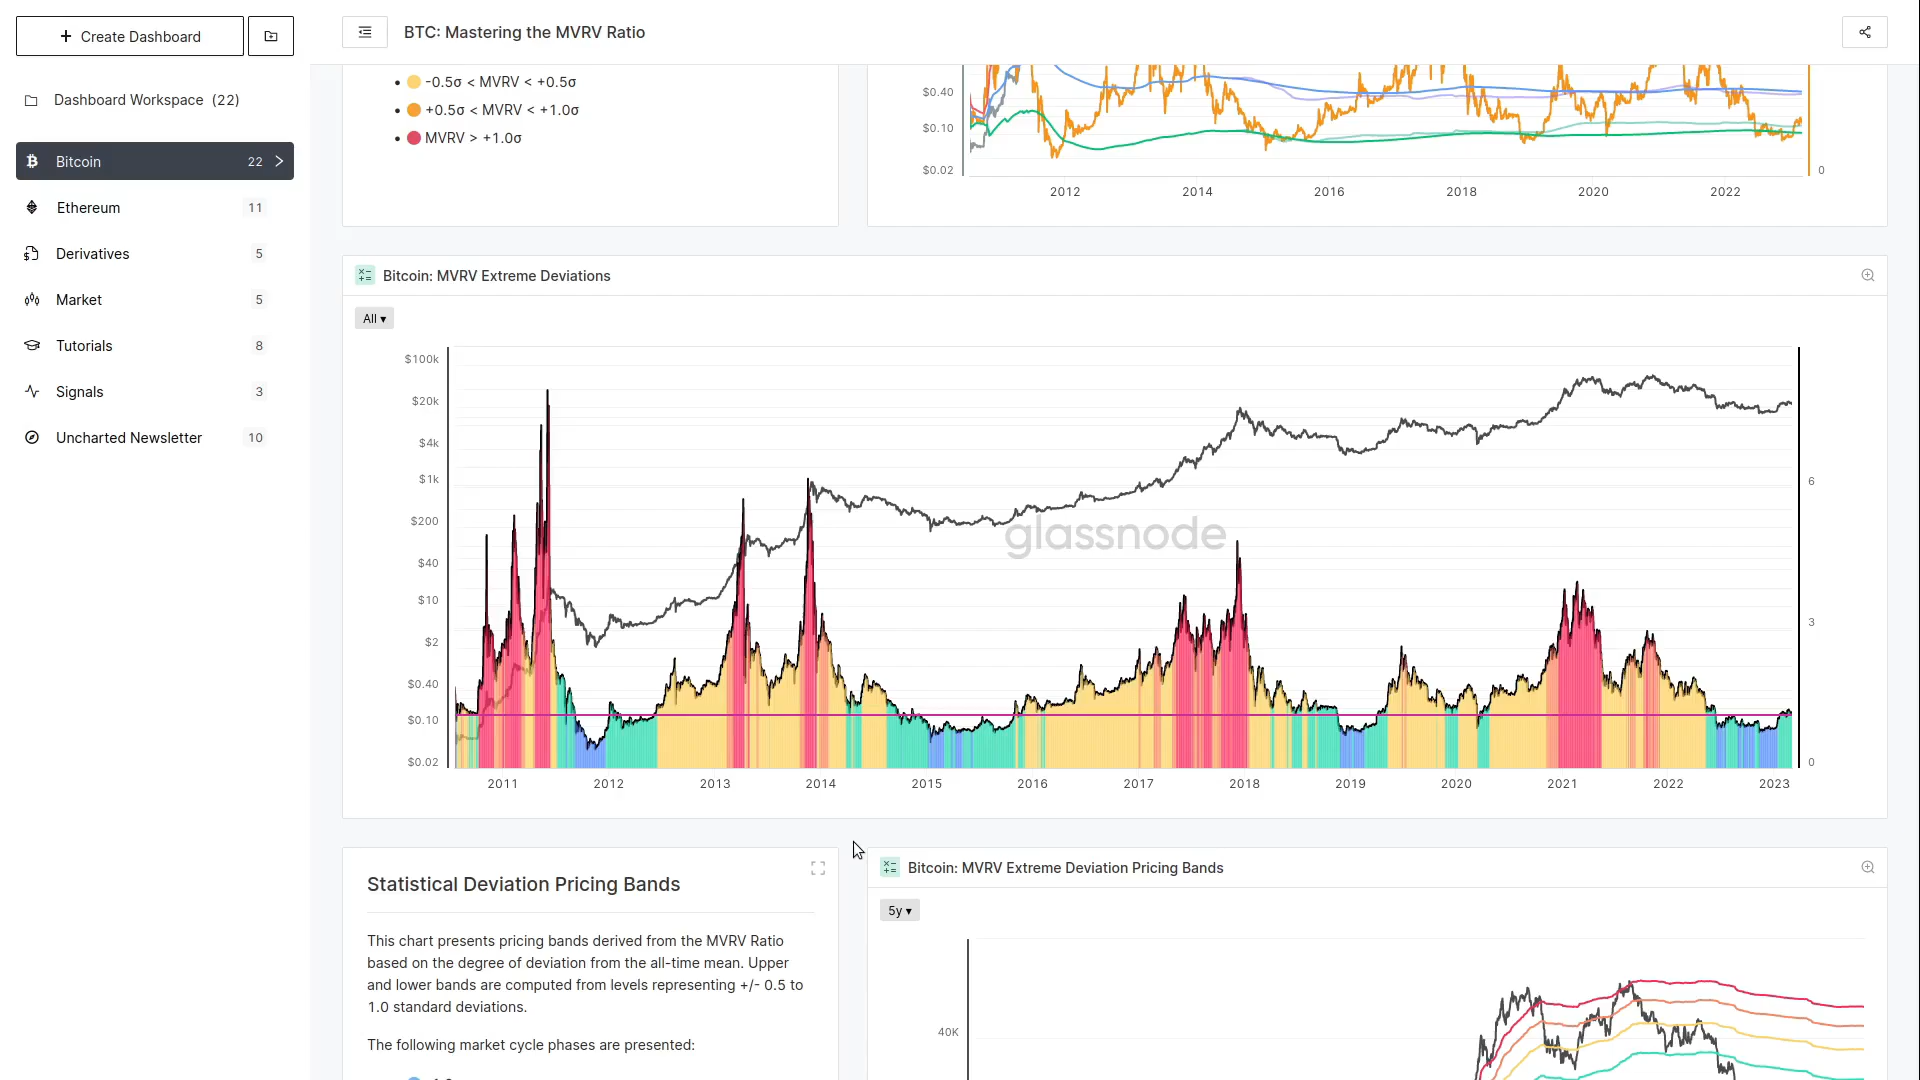 Create Dashboard
Dashboard Workspace (22)
Bitcoin 22
Ethereum 11
Derivatives 5
Market 5
Tutorials 8
Signals 3
Uncharted Newsletter 10
BTC: Mastering the MVRV Ratio
-0.5σ < MVRV < +0.5σ
+0.5σ < MVRV < +1.0σ
MVRV > +1.0σ
$0.40
$0.10
$0.02
0
2012 2014 2016 2018 2020 2022
Bitcoin: MVRV Extreme Deviations
All ▾
$100k
$20k
$4k
$1k
$200
$40
$10
$2
$0.40
$0.10
$0.02
glassnode
6
3
0
2011 2012 2013 2014 2015 2016 2017 2018 2019 2020 2021 2022 2023
Statistical Deviation Pricing Bands
This chart presents pricing bands derived from the MVRV Ratio
based on the degree of deviation from the all-time mean. Upper
and lower bands are computed from levels representing +/- 0.5 to
1.0 standard deviations.
The following market cycle phases are presented:
Bitcoin: MVRV Extreme Deviation Pricing Bands
5y ▾
40K